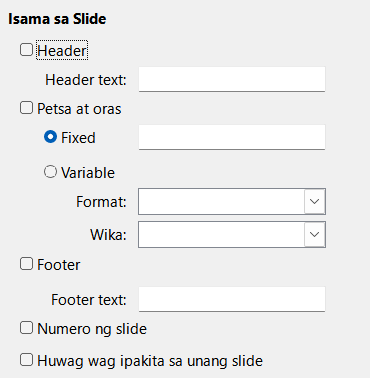 Isama sa Slide
Header
Header text:
Petsa at oras
Fixed
Variable
Format:
Wika:
Footer
Footer text:
Numero ng slide
Huwag wag ipakita sa unang slide